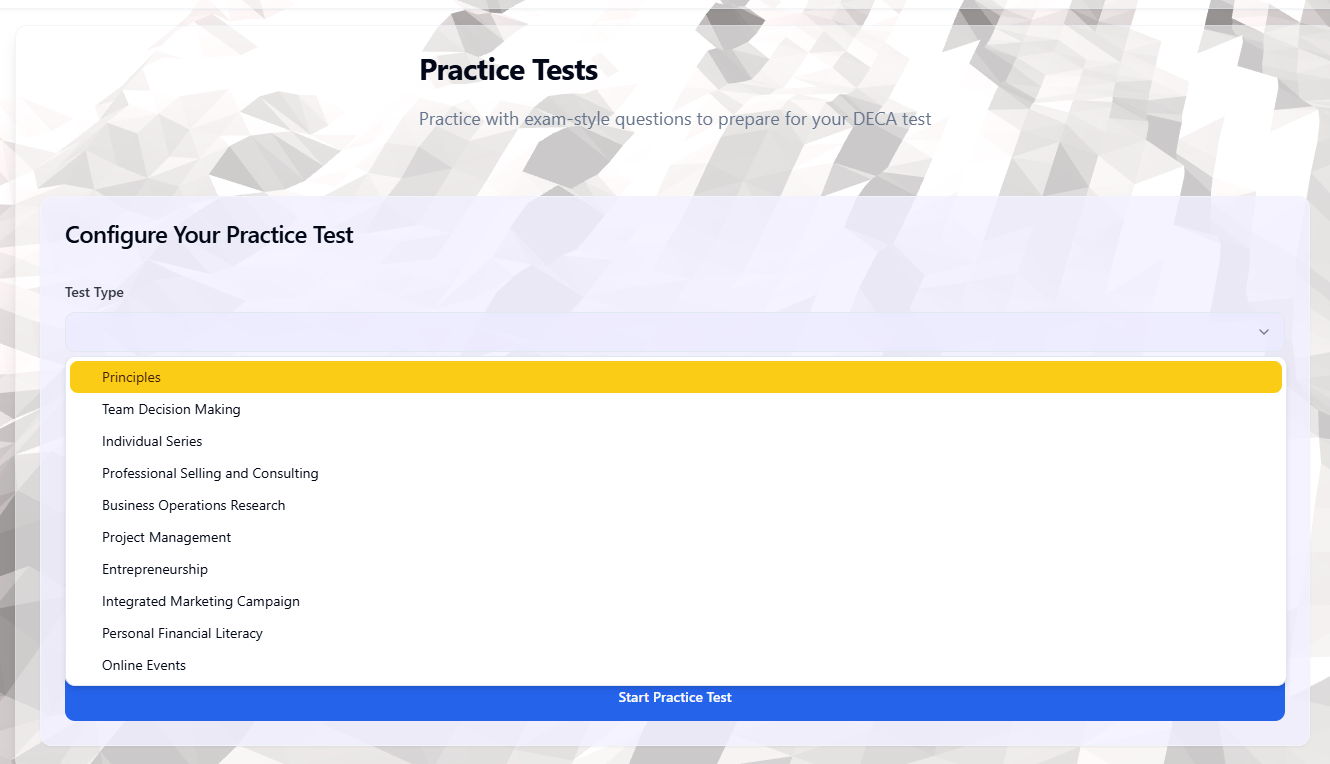 Practice Tests
Practice with exam-style questions to prepare for your DECA test
Configure Your Practice Test
Test Type
Principles
Team Decision Making
Individual Series
Professional Selling and Consulting
Business Operations Research
Project Management
Entrepreneurship
Integrated Marketing Campaign
Personal Financial Literacy
Online Events
Start Practice Test